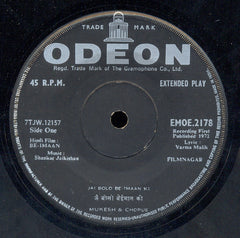 TRADE MARK
ODEON
Regd. Trade Mark of The Gramophone Co., Ltd.
45 R.P.M.
EXTENDED PLAY
7TJW.12157
Side One
EMOE.2178
Recording First
Published 1971
Hindi Film :
BE-IMAAN
Lyric :
Varma Malik
Music :
Shankar Jaikishan
FILMNAGAR
JAI BOLO BE-IMAAN KI
जै बोलो बेईमान की
MUKESH & CHORUS